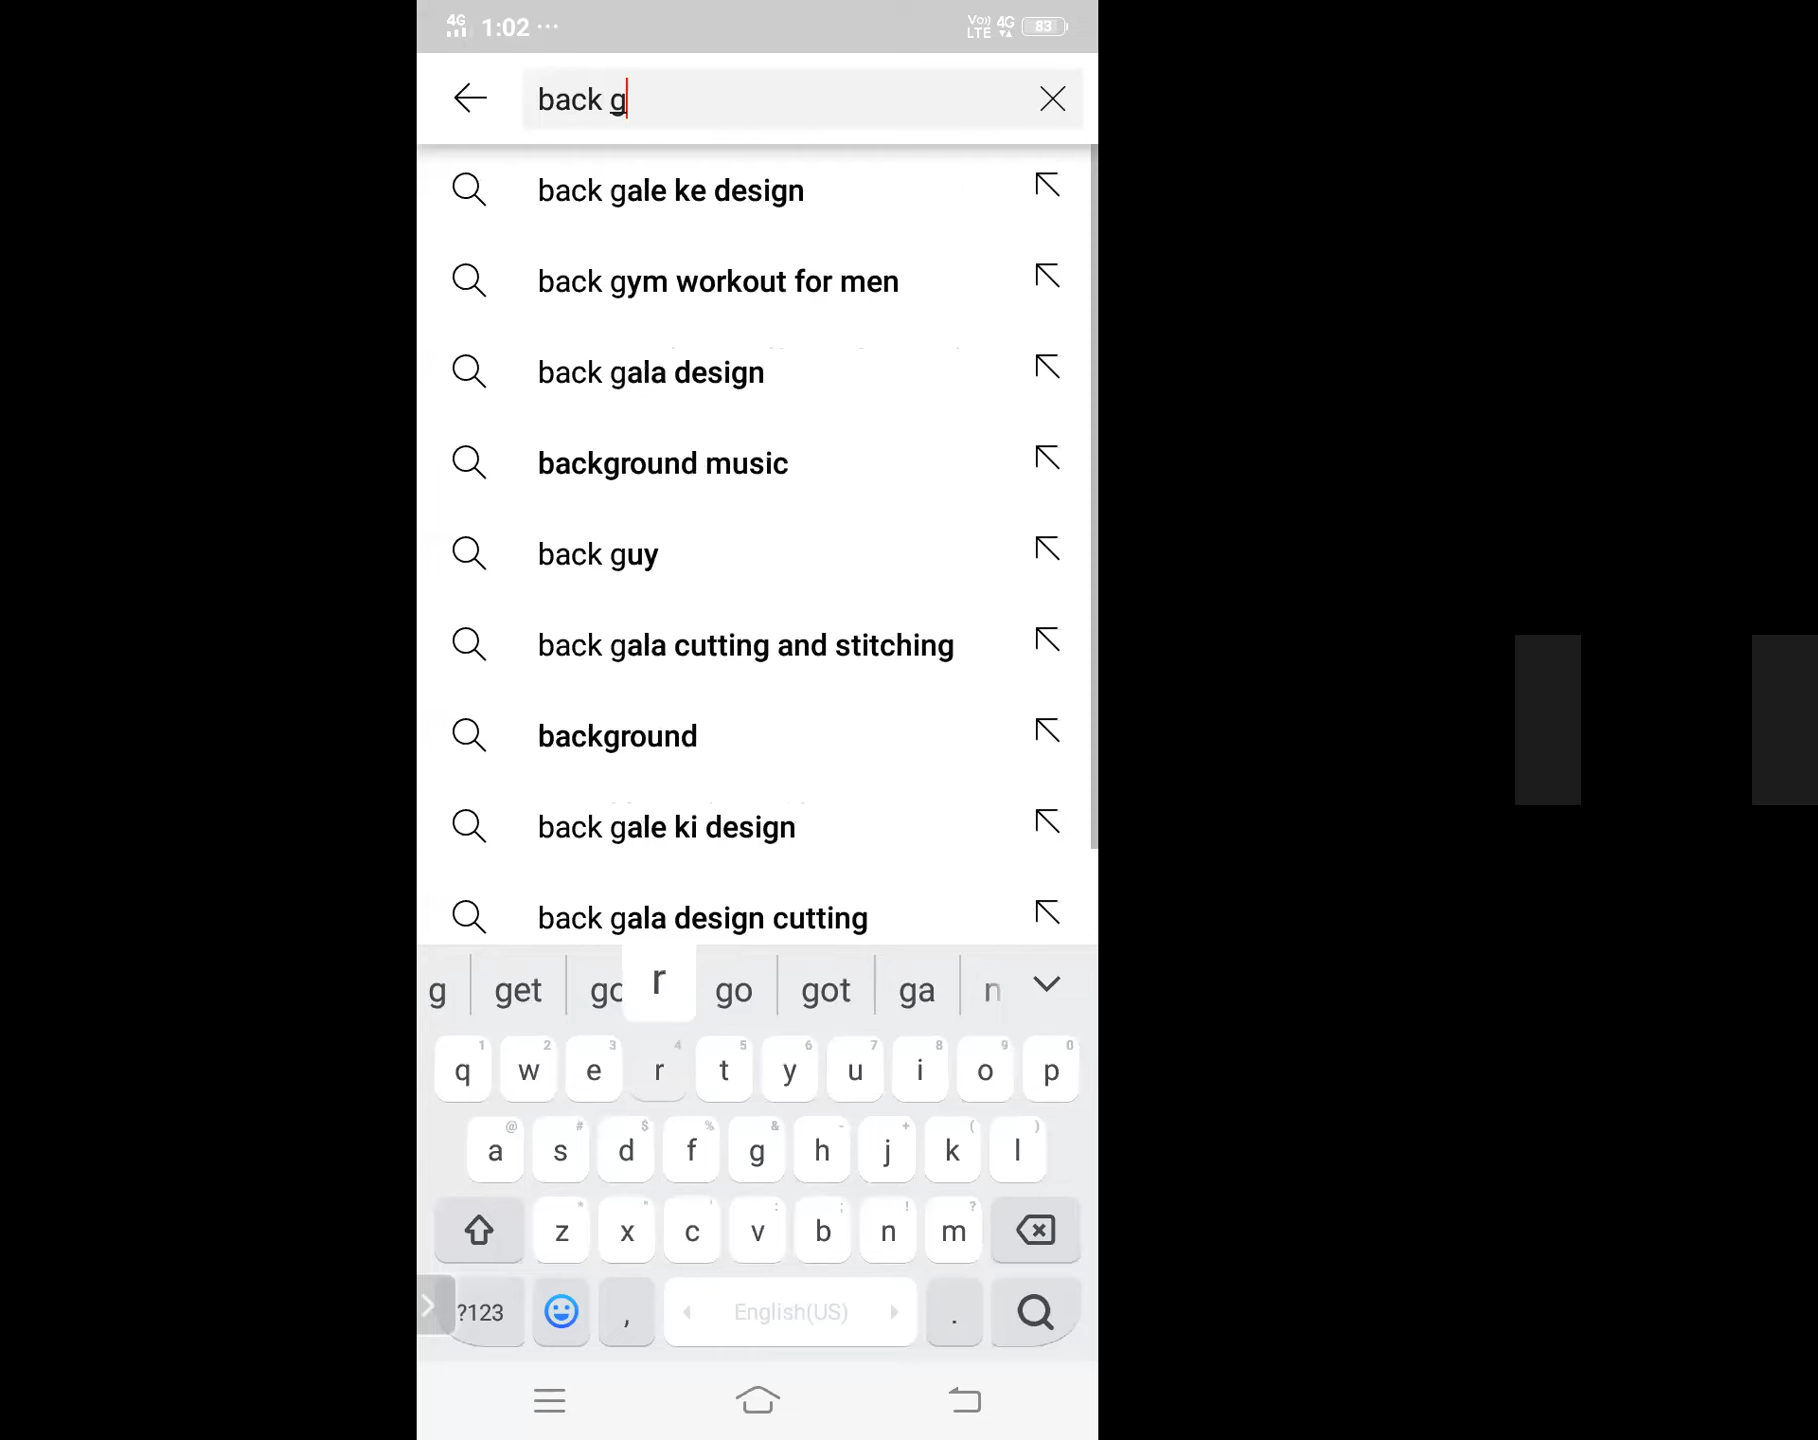 4G 1:02 ... Vo)) LTE 4G 83
back g
back gale ke design
back gym workout for men
back gala design
background music
back guy
back gala cutting and stitching
background
back gale ki design
back gala design cutting
g get go r go got ga n
1 2 3 4 5 6 7 8 9 0
q w e r t y u i o p
@ # $ % & - + ( )
a s d f g h j k l
* " ' : ; ! ?
z x c v b n m
?123 , English(US) .